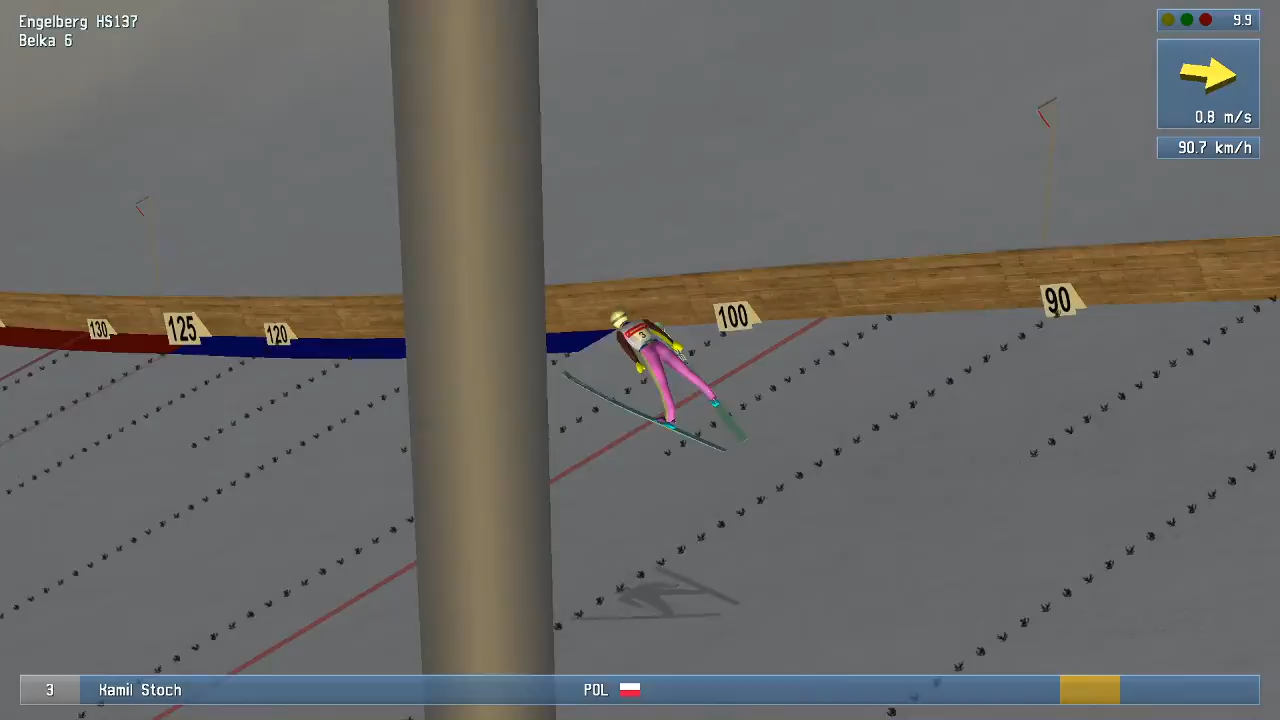 Engelberg HS137
Belka 6
9.9
0.8 m/s
90.7 km/h
130
125
120
100
90
3
3 Kamil Stoch POL